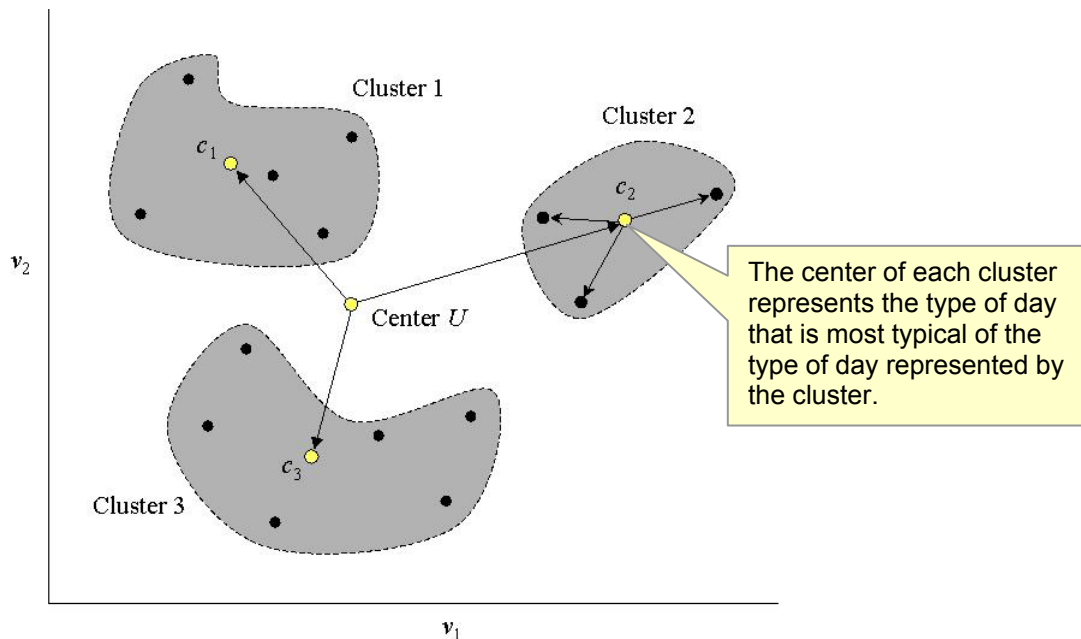 Cluster 1
c1
Cluster 2
c2
v2
The center of each cluster
represents the type of day
that is most typical of the
type of day represented by
the cluster.
Center U
c3
Cluster 3
v1